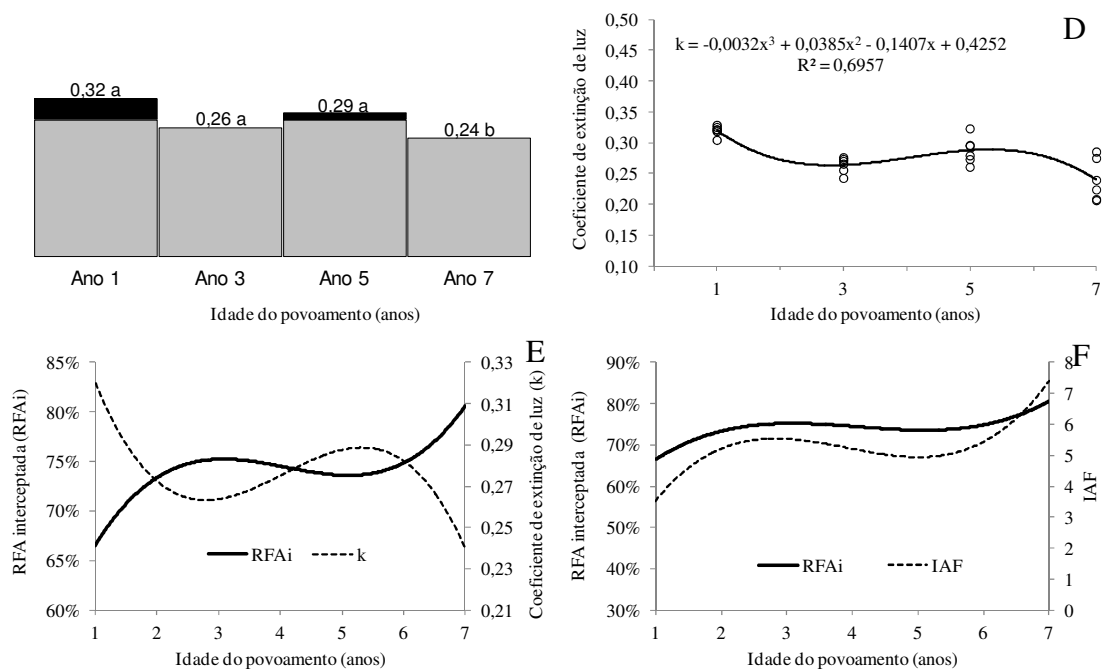 0,32 a
0,26 a
0,29 a
0,24 b
Ano 1
Ano 3
Ano 5
Ano 7
Idade do povoamento (anos)
D
k = -0,0032x³ + 0,0385x² - 0,1407x + 0,4252
R² = 0,6957
0,50
0,45
0,40
0,35
0,30
0,25
0,20
0,15
0,10
Coeficiente de extinção de luz
1
3
5
7
Idade do povoamento (anos)
E
85%
80%
75%
70%
65%
60%
RFA interceptada (RFAi)
0,33
0,31
0,29
0,27
0,25
0,23
0,21
Coeficiente de extinção de luz (k)
RFAi
k
1
2
3
4
5
6
7
Idade do povoamento (anos)
F
90%
80%
70%
60%
50%
40%
30%
RFA interceptada (RFAi)
8
7
6
5
4
3
2
1
0
IAF
RFAi
IAF
1
2
3
4
5
6
7
Idade do povoamento (anos)